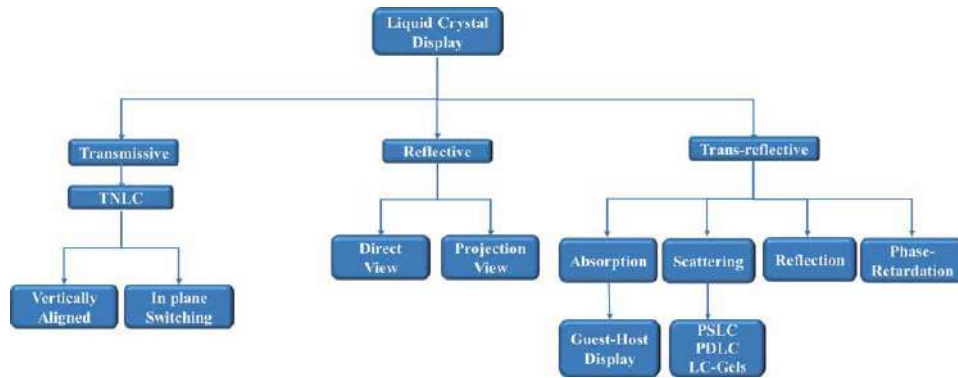 Liquid Crystal
Display
Transmissive
Reflective
Trans-reflective
TNLC
Direct
View
Projection
View
Absorption
Scattering
Reflection
Phase-
Retardation
Vertically
Aligned
In plane
Switching
Guest-Host
Display
PSLC
PDLC
LC-Gels